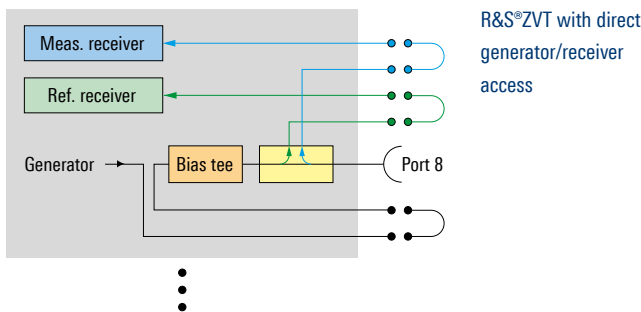 Meas. receiver
Ref. receiver
Generator
Bias tee
Port 8
R&S®ZVT with direct
generator/receiver
access